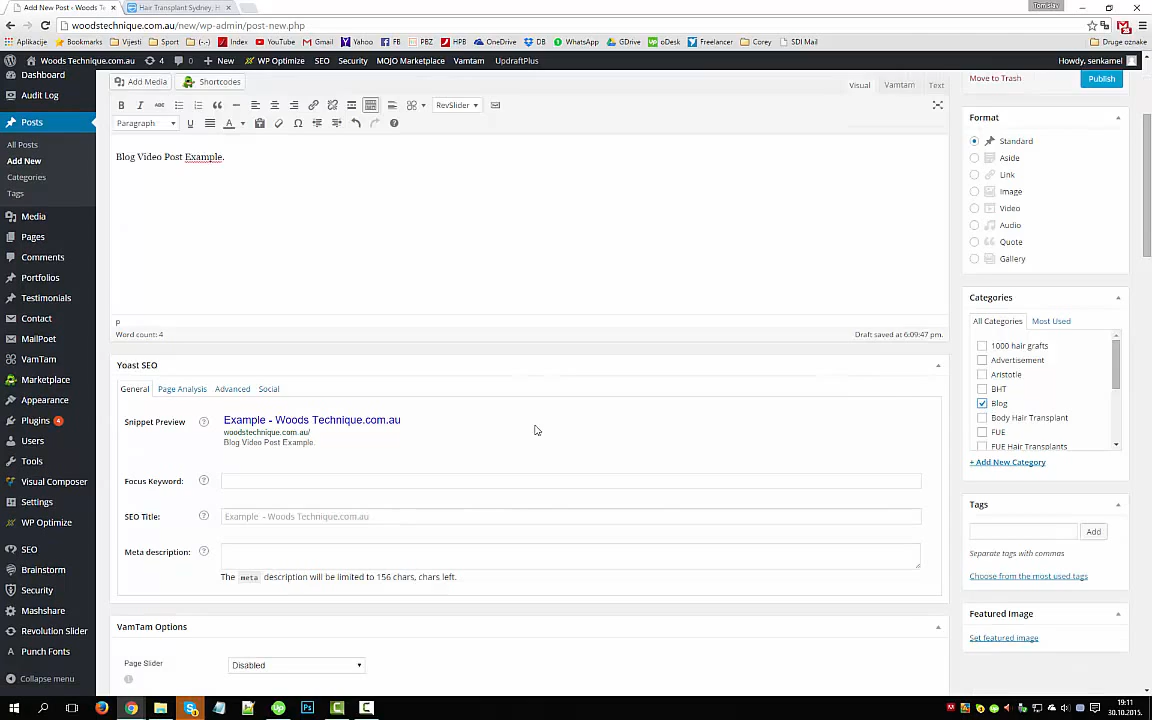 Add New Post ‹ Woods Te
Hair Transplant Sydney, H
Tomislav
woodstechnique.com.au/new/wp-admin/post-new.php
Aplikacije
Bookmarks
Vijesti
Sport
(-,-)
Index
YouTube
Gmail
Yahoo
FB
PBZ
HPB
OneDrive
DB
WhatsApp
GDrive
oDesk
Freelancer
Corey
SDI Mail
Druge oznake
Woods Technique.com.au
4
0
New
WP Optimize
SEO
Security
MOJO Marketplace
Vamtam
UpdraftPlus
Howdy, senkamel
Dashboard
Audit Log
Posts
All Posts
Add New
Categories
Tags
Media
Pages
Comments
Portfolios
Testimonials
Contact
MailPoet
VamTam
Marketplace
Appearance
Plugins 4
Users
Tools
Visual Composer
Settings
WP Optimize
SEO
Brainstorm
Security
Mashshare
Revolution Slider
Punch Fonts
Collapse menu
Add Media
Shortcodes
Visual
Vamtam
Text
RevSlider
Paragraph
Blog Video Post Example.
P
Word count: 4
Draft saved at 6:09:47 pm.
Yoast SEO
General
Page Analysis
Advanced
Social
Snippet Preview
Example - Woods Technique.com.au
woodstechnique.com.au/
Blog Video Post Example.
Focus Keyword:
SEO Title:
Example - Woods Technique.com.au
Meta description:
The meta description will be limited to 156 chars, chars left.
VamTam Options
Page Slider
Disabled
Move to Trash
Publish
Format
Standard
Aside
Link
Image
Video
Audio
Quote
Gallery
Categories
All Categories
Most Used
1000 hair grafts
Advertisement
Aristotle
BHT
Blog
Body Hair Transplant
FUE
FUE Hair Transplants
+ Add New Category
Tags
Add
Separate tags with commas
Choose from the most used tags
Featured Image
Set featured image
19:11
30.10.2015.